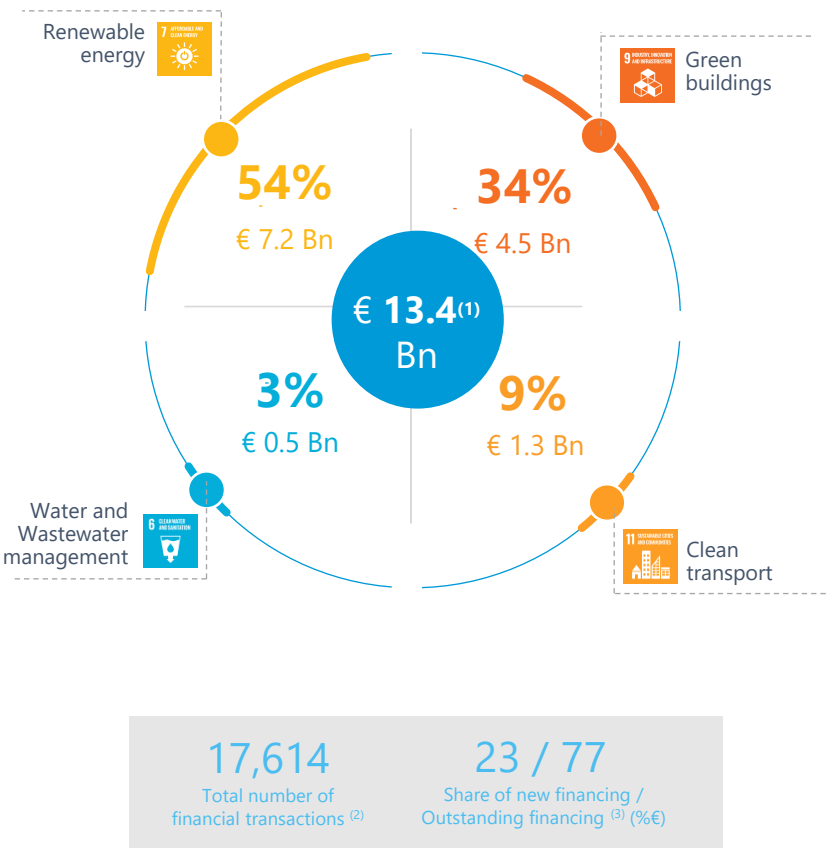 Renewable
energy
7 AFFORDABLE AND
CLEAN ENERGY
9 INDUSTRY, INNOVATION
AND INFRASTRUCTURE
Green
buildings
54%
€ 7.2 Bn
34%
€ 4.5 Bn
€ 13.4(1)
Bn
3%
€ 0.5 Bn
9%
€ 1.3 Bn
Water and
Wastewater
management
6 CLEAN WATER
AND SANITATION
11 SUSTAINABLE CITIES
AND COMMUNITIES
Clean
transport
17,614
Total number of
financial transactions (2)
23 / 77
Share of new financing /
Outstanding financing (3) (%€)